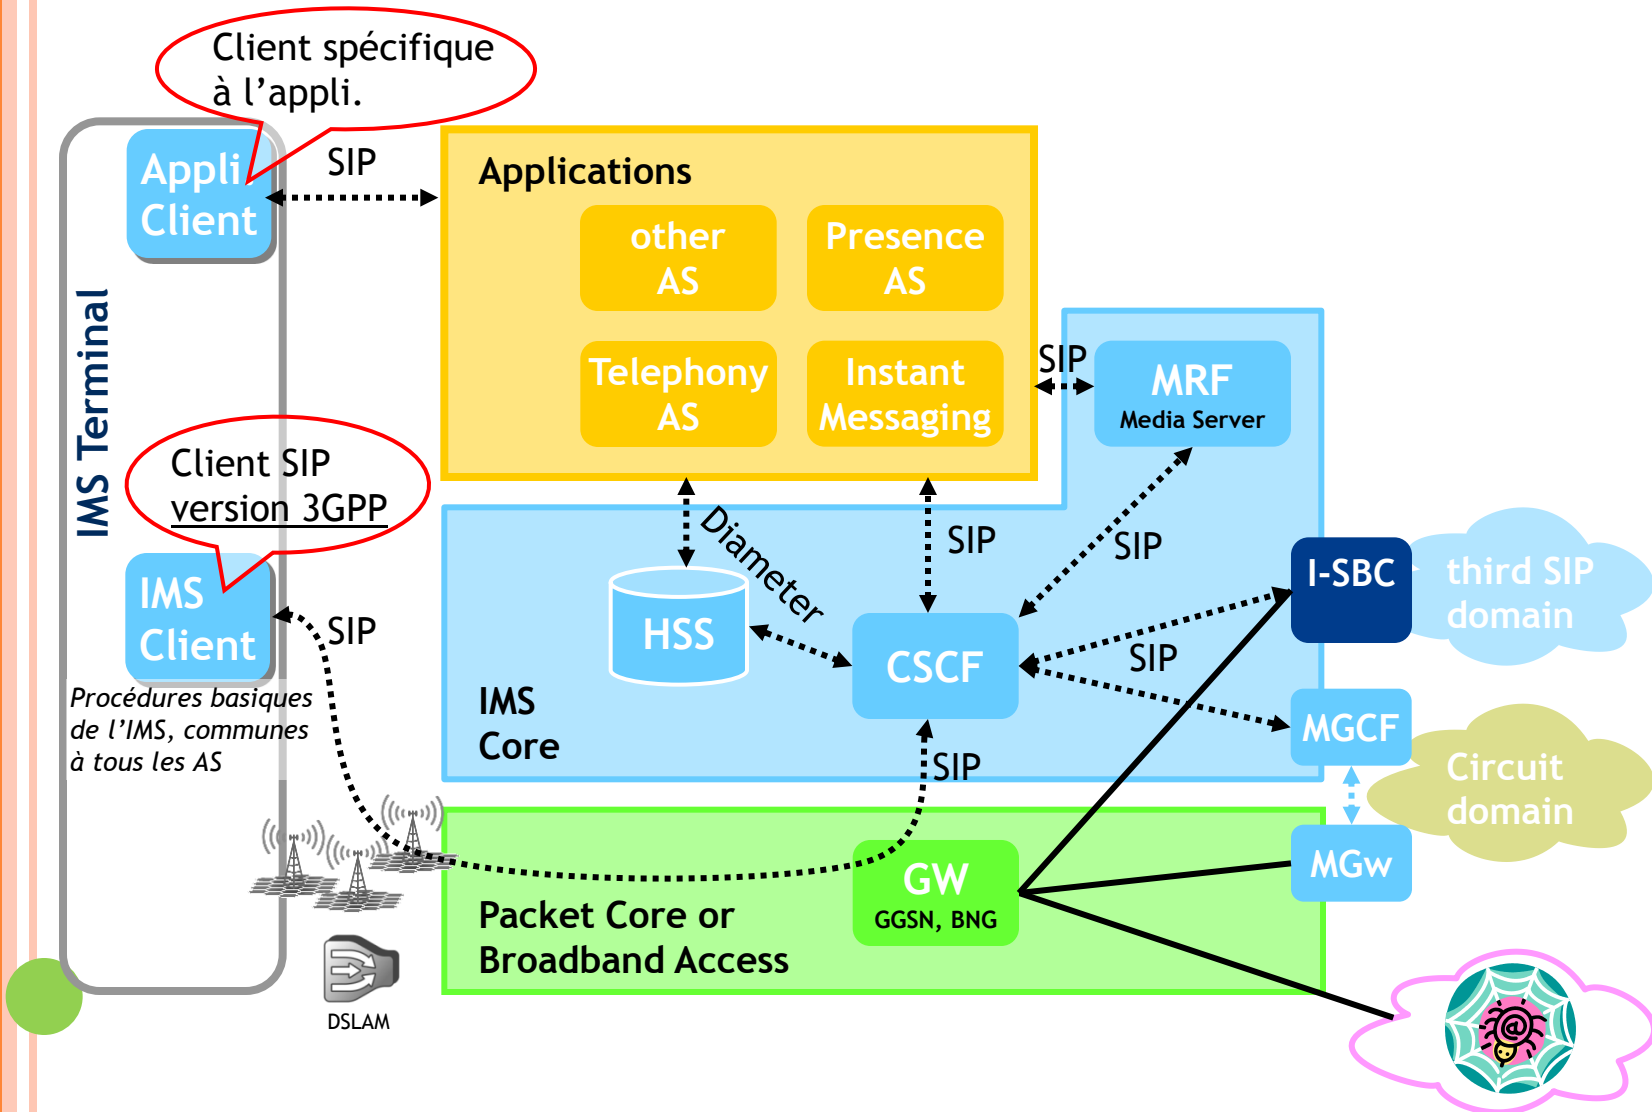 Client spécifique
à l’appli.
Appli.
Client
SIP
Applications
other
AS
Presence
AS
Telephony
AS
Instant
Messaging
SIP
MRF
Media Server
IMS Terminal
Client SIP
version 3GPP
IMS
Client
SIP
Procédures basiques
de l’IMS, communes
à tous les AS
Diameter
SIP
SIP
HSS
CSCF
SIP
I-SBC
third SIP
domain
IMS
Core
SIP
MGCF
Circuit
domain
MGw
GW
GGSN, BNG
Packet Core or
Broadband Access
DSLAM
@